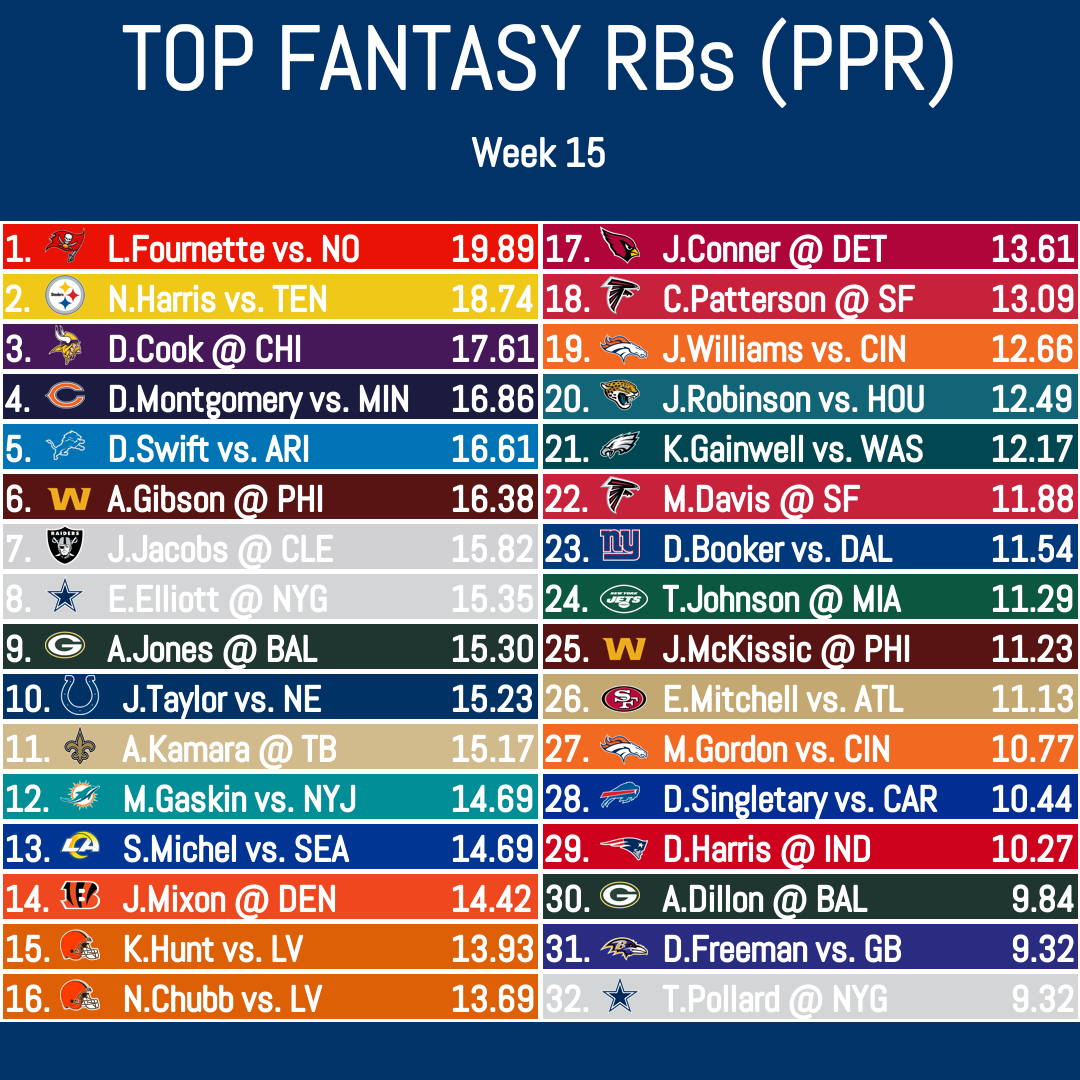 TOP FANTASY RBs (PPR)
Week 15
1. L.Fournette vs. NO 19.89
2. N.Harris vs. TEN 18.74
3. D.Cook @ CHI 17.61
4. D.Montgomery vs. MIN 16.86
5. D.Swift vs. ARI 16.61
6. W A.Gibson @ PHI 16.38
7. RAIDERS J.Jacobs @ CLE 15.82
8. E.Elliott @ NYG 15.35
9. G A.Jones @ BAL 15.30
10. J.Taylor vs. NE 15.23
11. A.Kamara @ TB 15.17
12. M.Gaskin vs. NYJ 14.69
13. LA S.Michel vs. SEA 14.69
14. J.Mixon @ DEN 14.42
15. K.Hunt vs. LV 13.93
16. N.Chubb vs. LV 13.69
17. J.Conner @ DET 13.61
18. C.Patterson @ SF 13.09
19. J.Williams vs. CIN 12.66
20. J.Robinson vs. HOU 12.49
21. K.Gainwell vs. WAS 12.17
22. M.Davis @ SF 11.88
23. ny D.Booker vs. DAL 11.54
24. NEW YORK JETS T.Johnson @ MIA 11.29
25. W J.McKissic @ PHI 11.23
26. SF E.Mitchell vs. ATL 11.13
27. M.Gordon vs. CIN 10.77
28. D.Singletary vs. CAR 10.44
29. D.Harris @ IND 10.27
30. G A.Dillon @ BAL 9.84
31. D.Freeman vs. GB 9.32
32. T.Pollard @ NYG 9.32